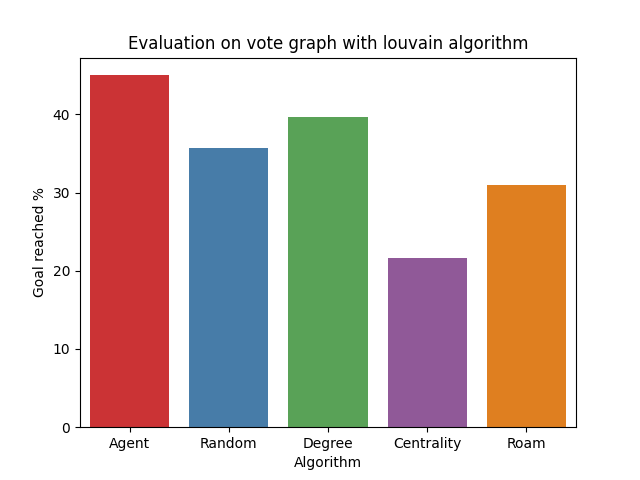 Evaluation on vote graph with louvain algorithm
Goal reached %
40
30
20
10
0
Agent Random Degree Centrality Roam
Algorithm